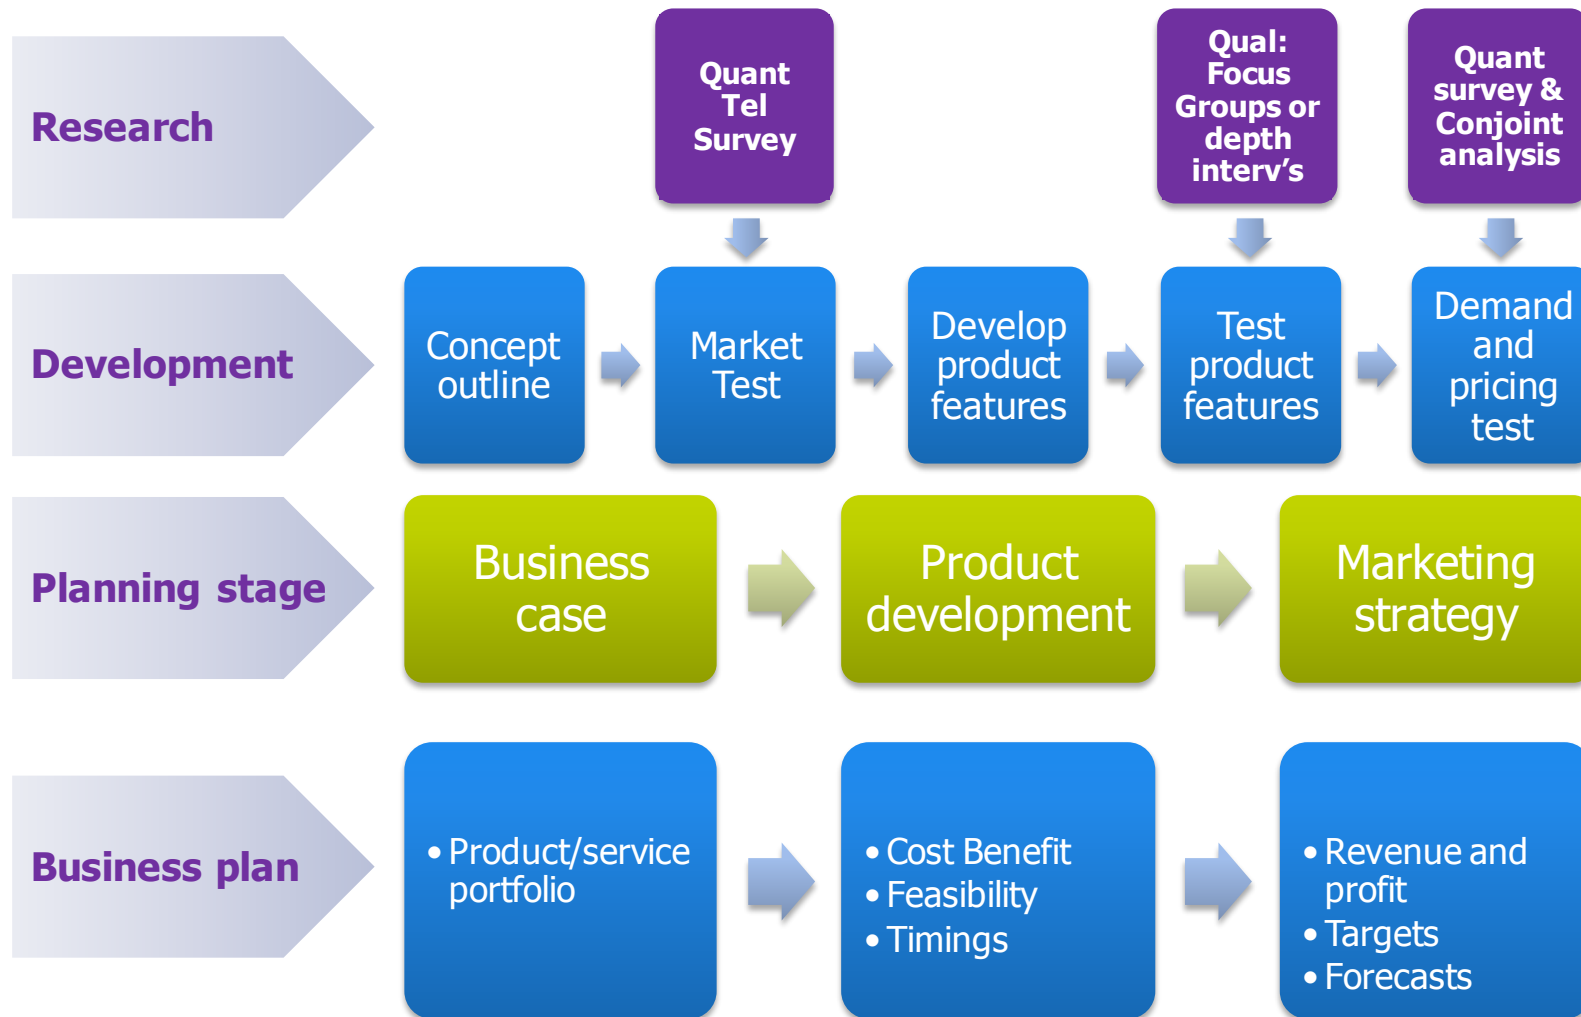 Research
Quant
Tel
Survey
Qual:
Focus
Groups or
depth
interv’s
Quant
survey &
Conjoint
analysis
Development
Concept
outline
Market
Test
Develop
product
features
Test
product
features
Demand
and
pricing
test
Planning stage
Business
case
Product
development
Marketing
strategy
Business plan
• Product/service
portfolio
• Cost Benefit
• Feasibility
• Timings
• Revenue and
profit
• Targets
• Forecasts